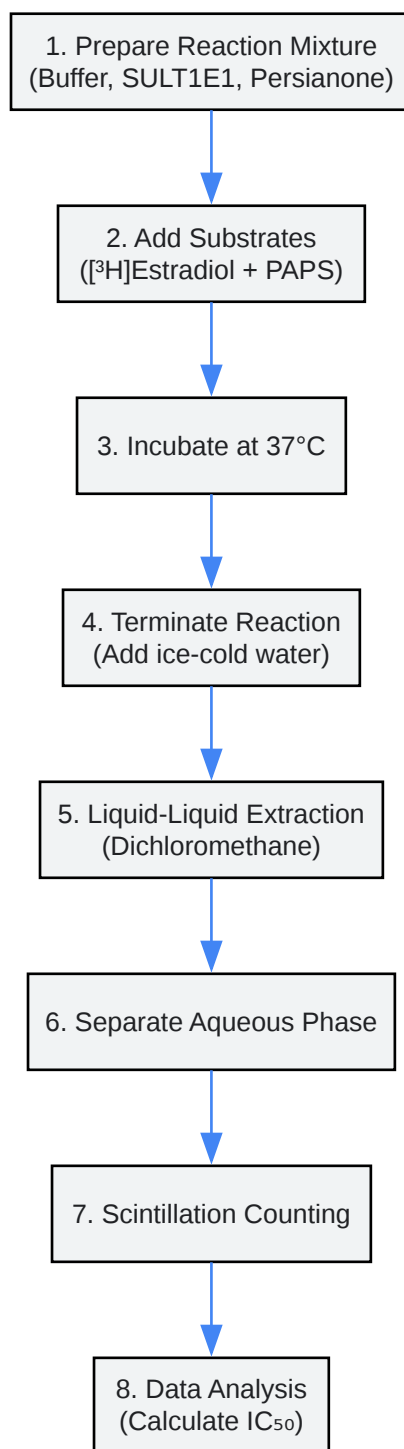 1. Prepare Reaction Mixture
(Buffer, SULT1E1, Persianone)
2. Add Substrates
([³H]Estradiol + PAPS)
3. Incubate at 37°C
4. Terminate Reaction
(Add ice-cold water)
5. Liquid-Liquid Extraction
(Dichloromethane)
6. Separate Aqueous Phase
7. Scintillation Counting
8. Data Analysis
(Calculate IC₅₀)